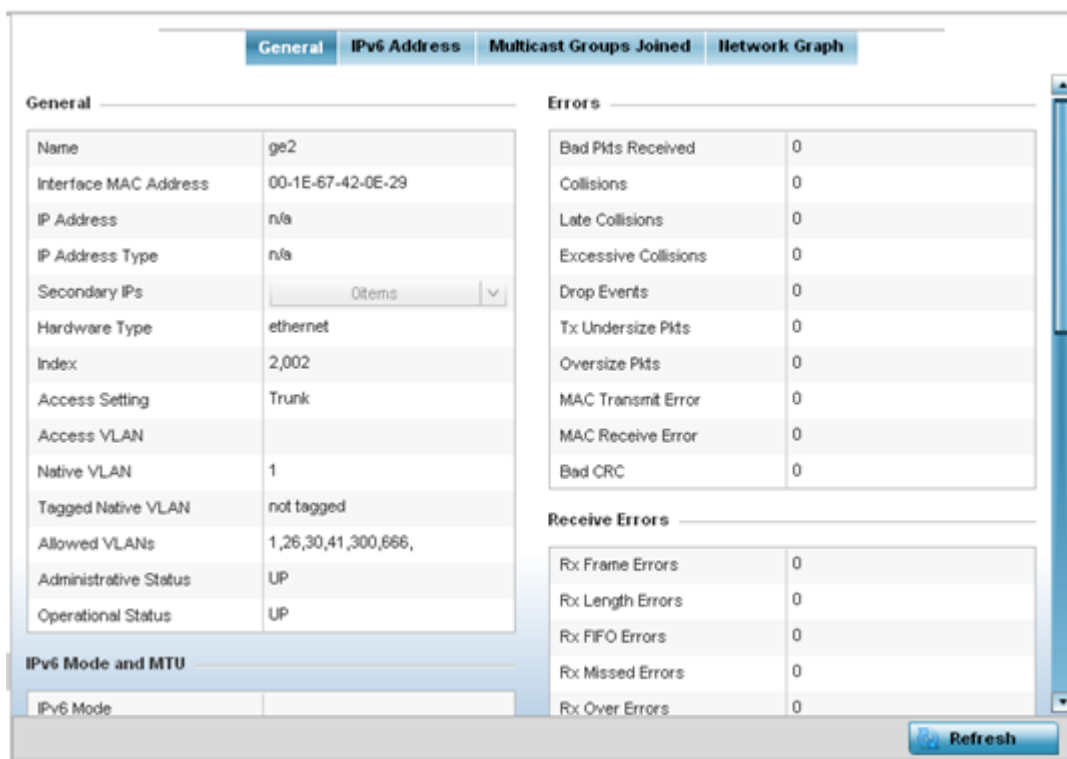 General IPv6 Address Multicast Groups Joined Network Graph
General
Name ge2
Interface MAC Address 00-1E-67-42-0E-29
IP Address n/a
IP Address Type n/a
Secondary IPs 0items
Hardware Type ethernet
Index 2,002
Access Setting Trunk
Access VLAN
Native VLAN 1
Tagged Native VLAN not tagged
Allowed VLANs 1,26,30,41,300,666,
Administrative Status UP
Operational Status UP
IPv6 Mode and MTU
IPv6 Mode
Errors
Bad Pkts Received 0
Collisions 0
Late Collisions 0
Excessive Collisions 0
Drop Events 0
Tx Undersize Pkts 0
Oversize Pkts 0
MAC Transmit Error 0
MAC Receive Error 0
Bad CRC 0
Receive Errors
Rx Frame Errors 0
Rx Length Errors 0
Rx FIFO Errors 0
Rx Missed Errors 0
Rx Over Errors 0
Refresh